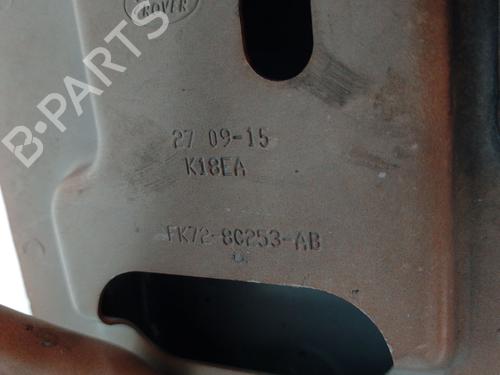 ROVER
B-PARTS
27 09-15
K18EA
FK72-8C253-AB